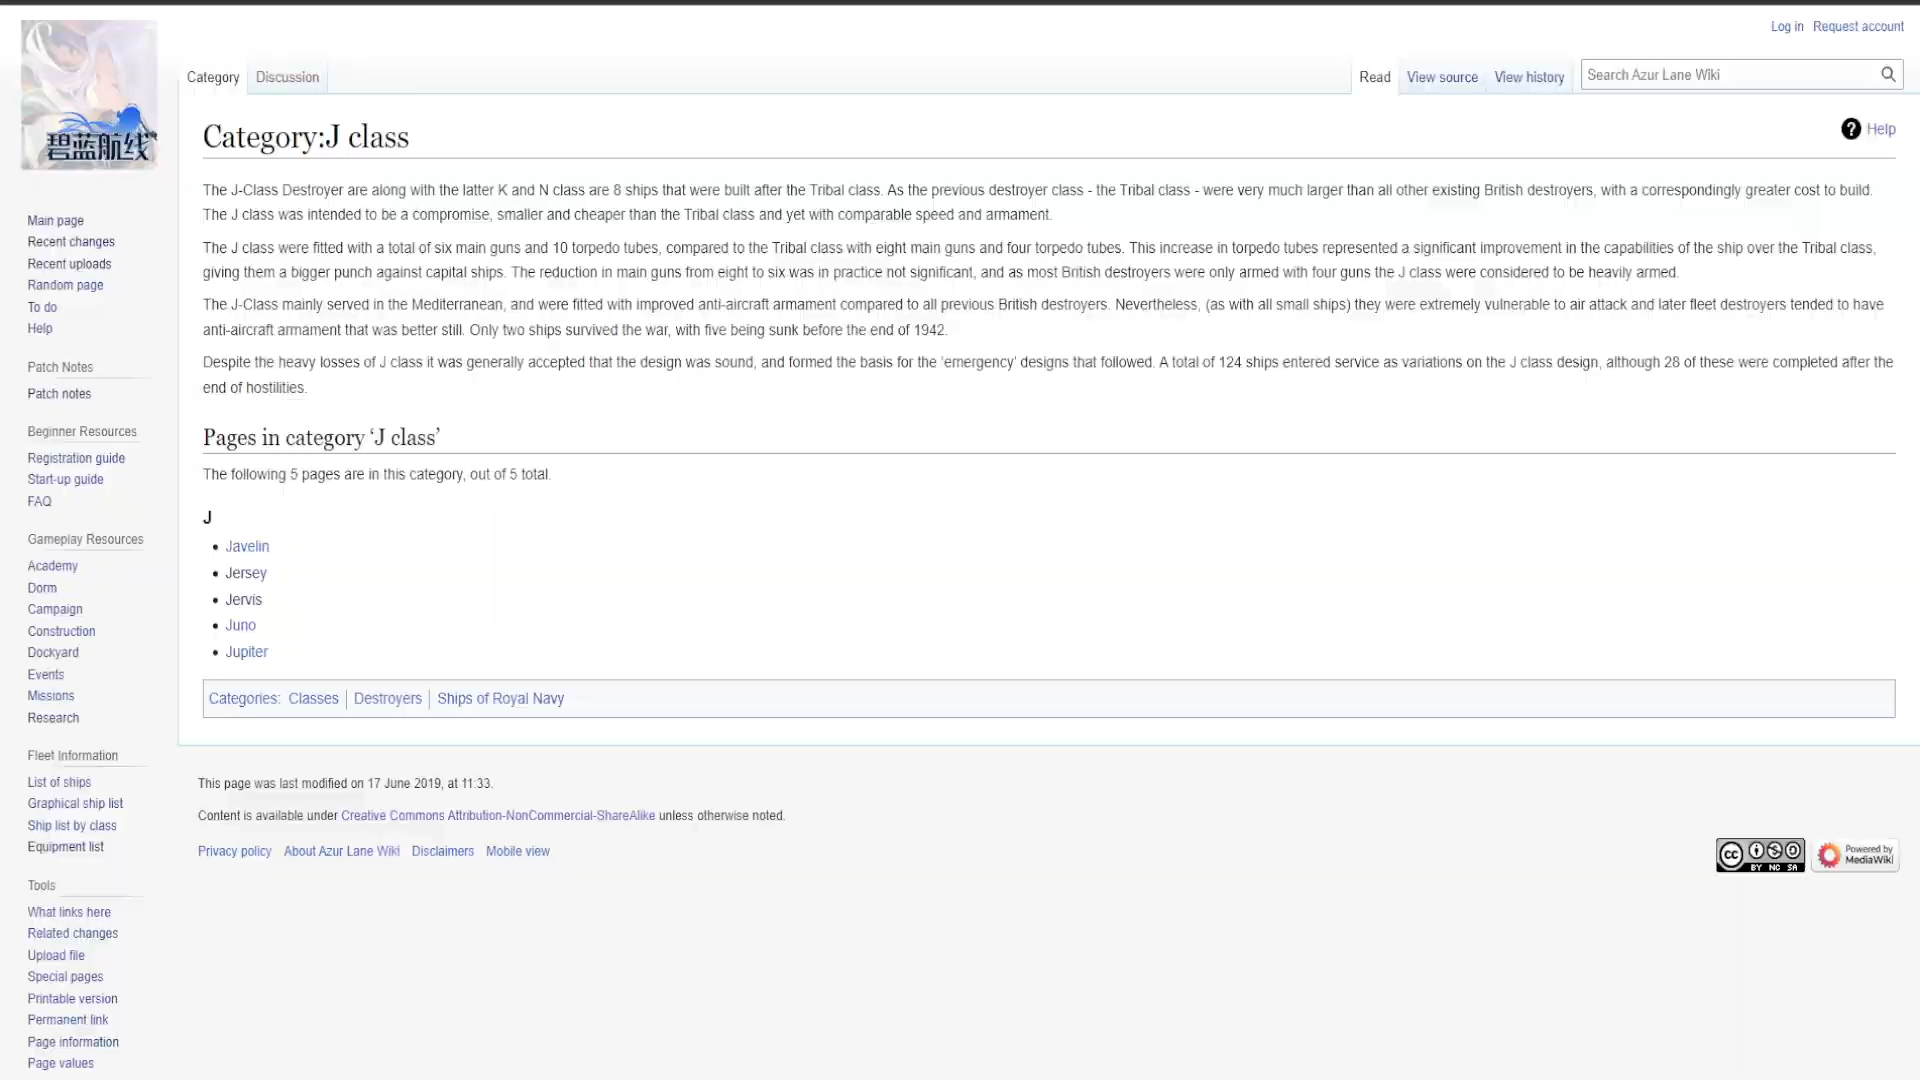 Log in Request account
碧蓝航线
Category Discussion Read View source View history Search Azur Lane Wiki
Category:J class
Help
The J-Class Destroyer are along with the latter K and N class are 8 ships that were built after the Tribal class. As the previous destroyer class - the Tribal class - were very much larger than all other existing British destroyers, with a correspondingly greater cost to build.
The J class was intended to be a compromise, smaller and cheaper than the Tribal class and yet with comparable speed and armament.
The J class were fitted with a total of six main guns and 10 torpedo tubes, compared to the Tribal class with eight main guns and four torpedo tubes. This increase in torpedo tubes represented a significant improvement in the capabilities of the ship over the Tribal class,
giving them a bigger punch against capital ships. The reduction in main guns from eight to six was in practice not significant, and as most British destroyers were only armed with four guns the J class were considered to be heavily armed.
The J-Class mainly served in the Mediterranean, and were fitted with improved anti-aircraft armament compared to all previous British destroyers. Nevertheless, (as with all small ships) they were extremely vulnerable to air attack and later fleet destroyers tended to have
anti-aircraft armament that was better still. Only two ships survived the war, with five being sunk before the end of 1942.
Despite the heavy losses of J class it was generally accepted that the design was sound, and formed the basis for the 'emergency' designs that followed. A total of 124 ships entered service as variations on the J class design, although 28 of these were completed after the
end of hostilities.
Pages in category ‘J class’
The following 5 pages are in this category, out of 5 total.
J
Javelin
Jersey
Jervis
Juno
Jupiter
Categories: Classes Destroyers Ships of Royal Navy
This page was last modified on 17 June 2019, at 11:33.
Content is available under Creative Commons Attribution-NonCommercial-ShareAlike unless otherwise noted.
Privacy policy About Azur Lane Wiki Disclaimers Mobile view
cc BY NC SA
Powered by
MediaWiki
Main page
Recent changes
Recent uploads
Random page
To do
Help
Patch Notes
Patch notes
Beginner Resources
Registration guide
Start-up guide
FAQ
Gameplay Resources
Academy
Dorm
Campaign
Construction
Dockyard
Events
Missions
Research
Fleet Information
List of ships
Graphical ship list
Ship list by class
Equipment list
Tools
What links here
Related changes
Upload file
Special pages
Printable version
Permanent link
Page information
Page values